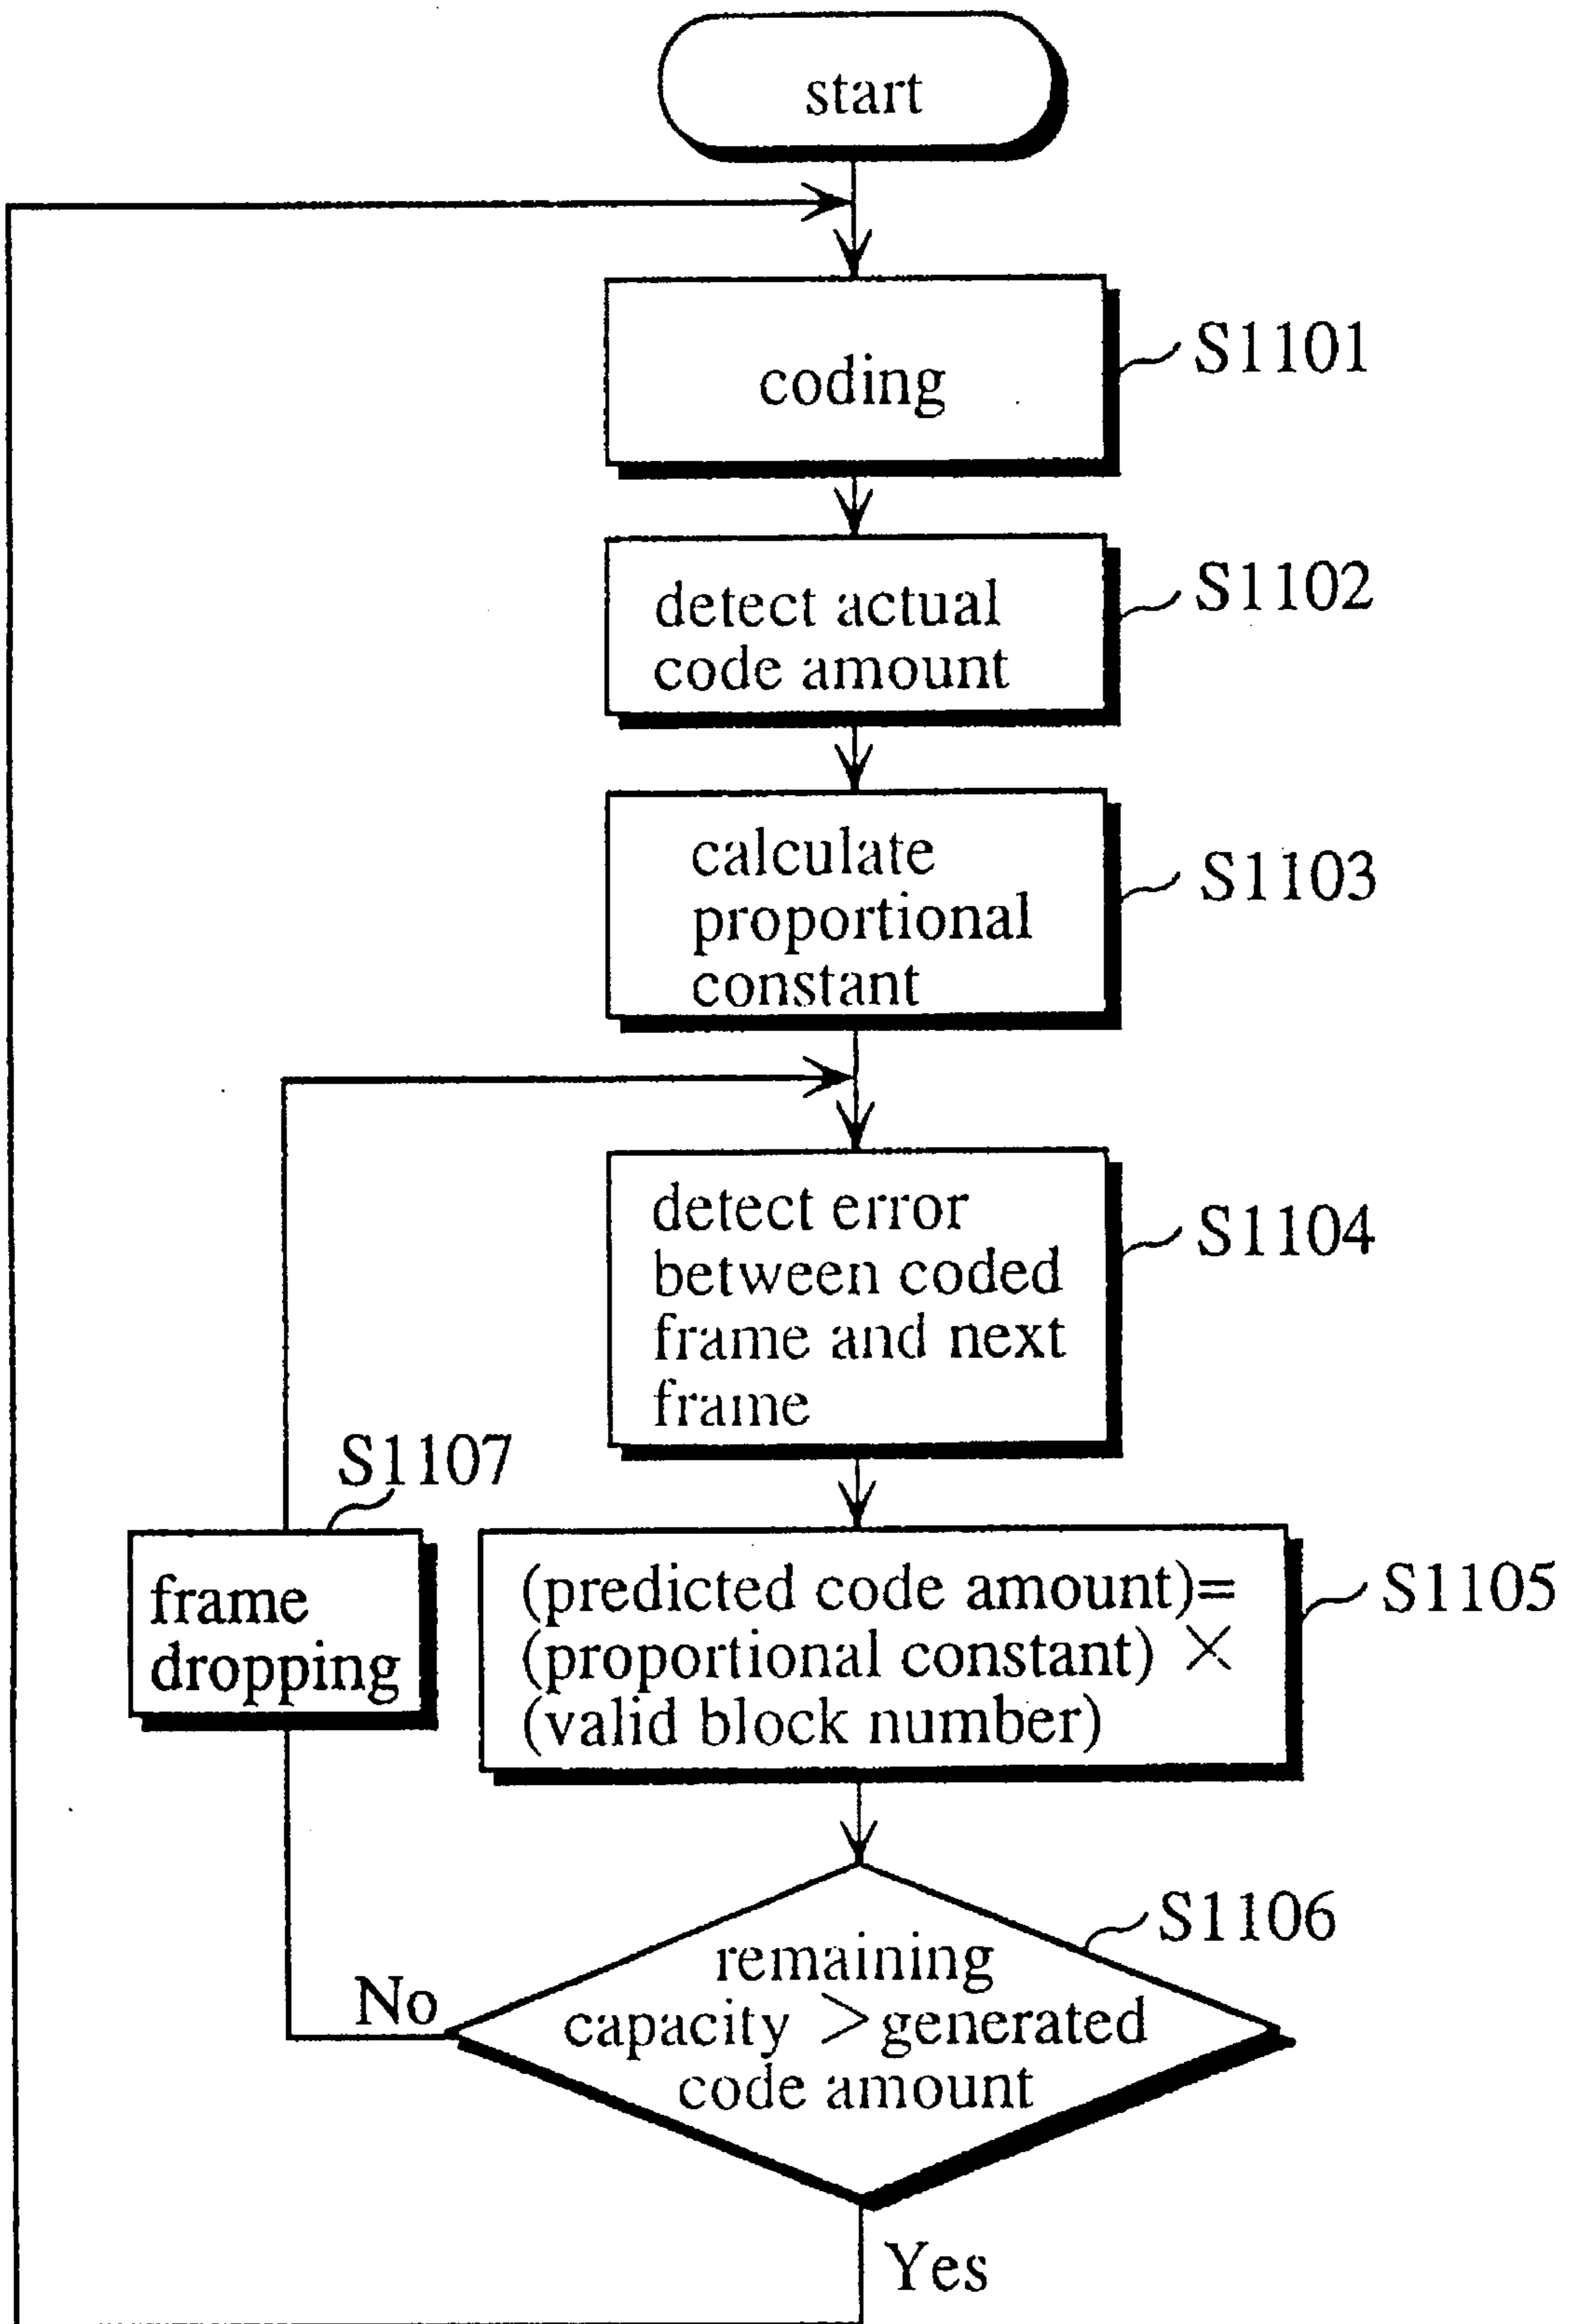 start
coding
S1101
detect actual
code amount
S1102
calculate
proportional
constant
S1103
detect error
between coded
frame and next
frame
S1104
S1107
frame
dropping
(predicted code amount)=
(proportional constant) ×
(valid block number)
S1105
S1106
remaining
capacity >generated
code amount
No
Yes